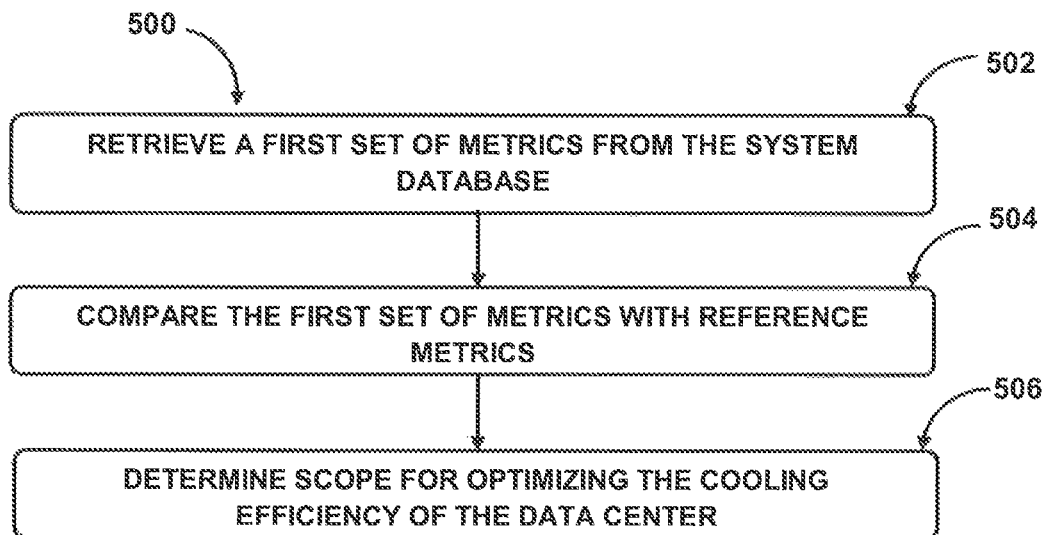 500
502
RETRIEVE A FIRST SET OF METRICS FROM THE SYSTEM
DATABASE
504
COMPARE THE FIRST SET OF METRICS WITH REFERENCE
METRICS
506
DETERMINE SCOPE FOR OPTIMIZING THE COOLING
EFFICIENCY OF THE DATA CENTER